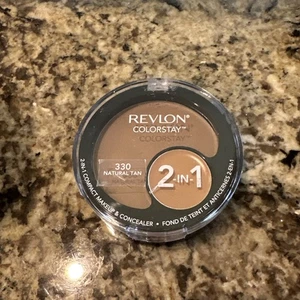 REVLON
COLORSTAY™
COLORSTAY
330
NATURAL TAN
2-IN-1
2-IN-1 COMPACT MAKEUP & CONCEALER • FOND DE TEINT ET ANTICERNES 2-EN-1